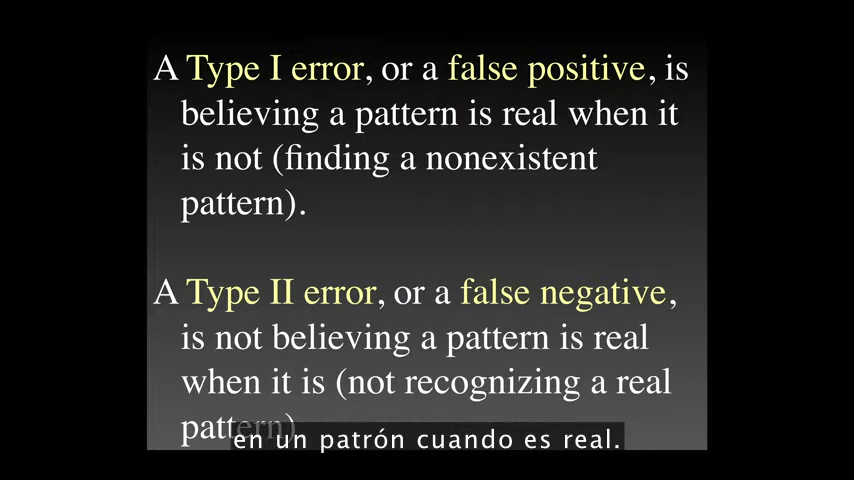 A Type I error, or a false positive, is
believing a pattern is real when it
is not (finding a nonexistent
pattern).
A Type II error, or a false negative,
is not believing a pattern is real
when it is (not recognizing a real
pattern)
en un patrón cuando es real.